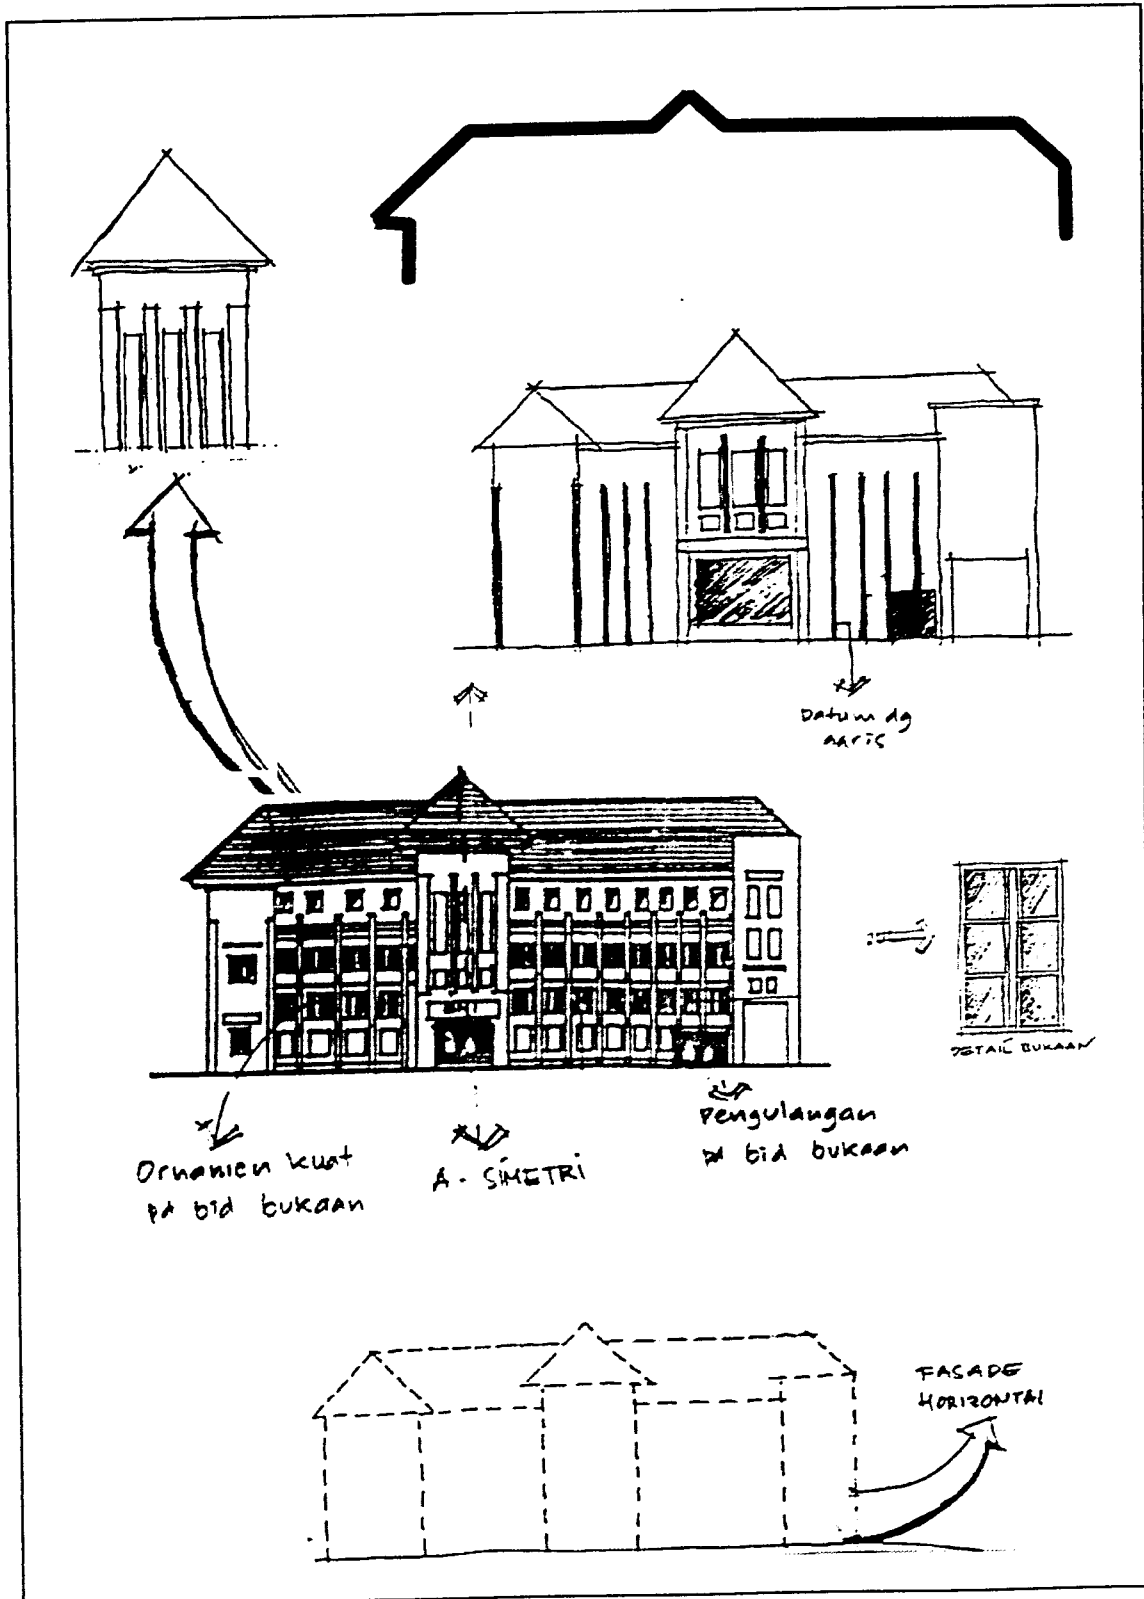 Datum dg
garis
DETAIL BUKAAN
Ornamen kuat
pd bid bukaan
A - SIMETRI
Pengulangan
pd bid bukaan
FASADE
HORIZONTAL